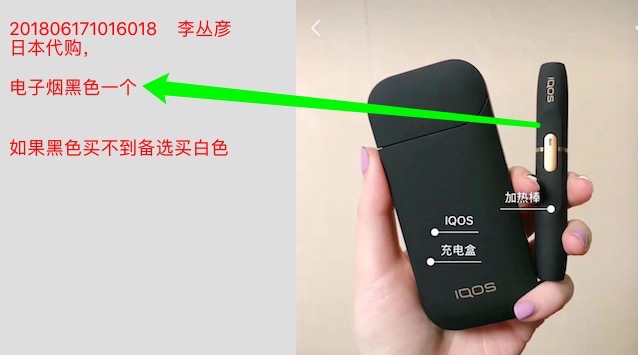 201806171016018 李丛彦
日本代购，
电子烟黑色一个
如果黑色买不到备选买白色
IQOS
加热棒
IQOS
充电盒
IQOS